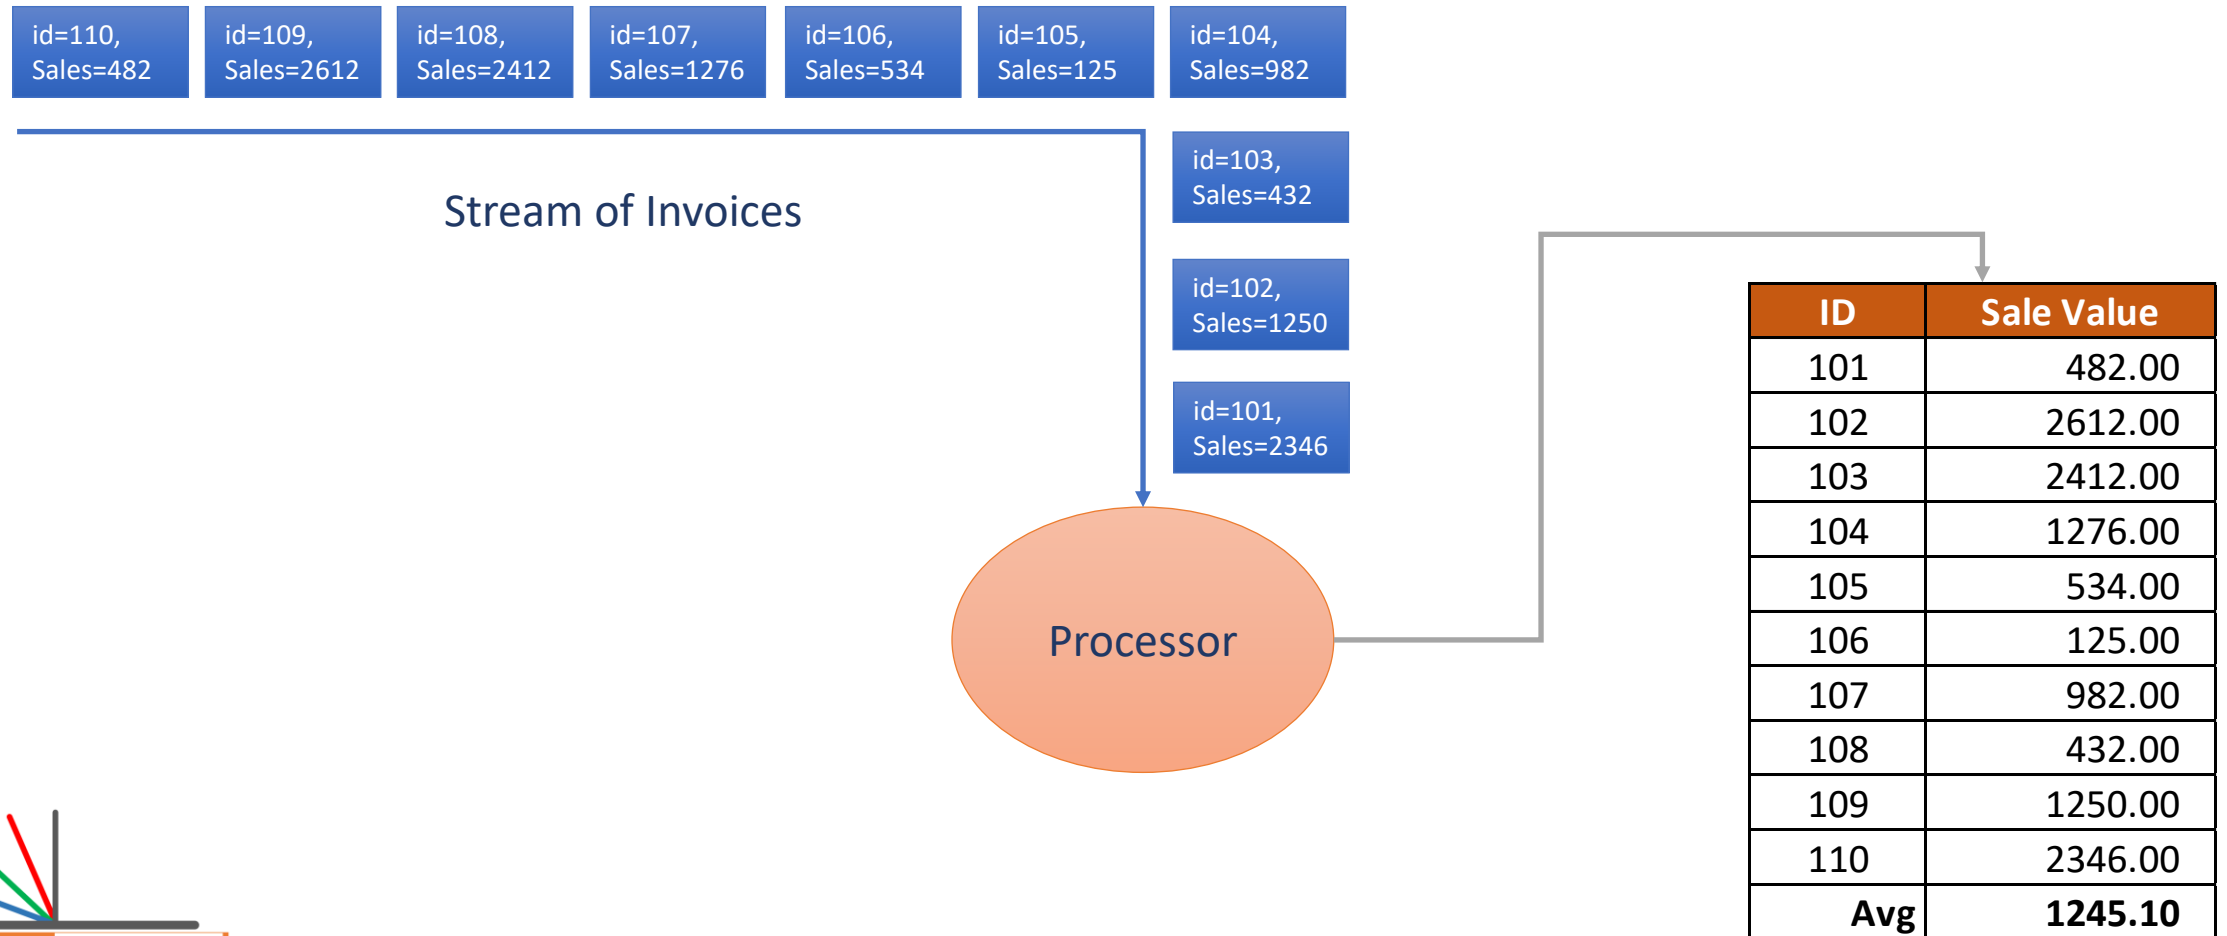 id=110,
Sales=482
id=109,
Sales=2612
id=108,
Sales=2412
id=107,
Sales=1276
id=106,
Sales=534
id=105,
Sales=125
id=104,
Sales=982
id=103,
Sales=432
id=102,
Sales=1250
id=101,
Sales=2346
Stream of Invoices
Processor
ID Sale Value
101 482.00
102 2612.00
103 2412.00
104 1276.00
105 534.00
106 125.00
107 982.00
108 432.00
109 1250.00
110 2346.00
Avg 1245.10